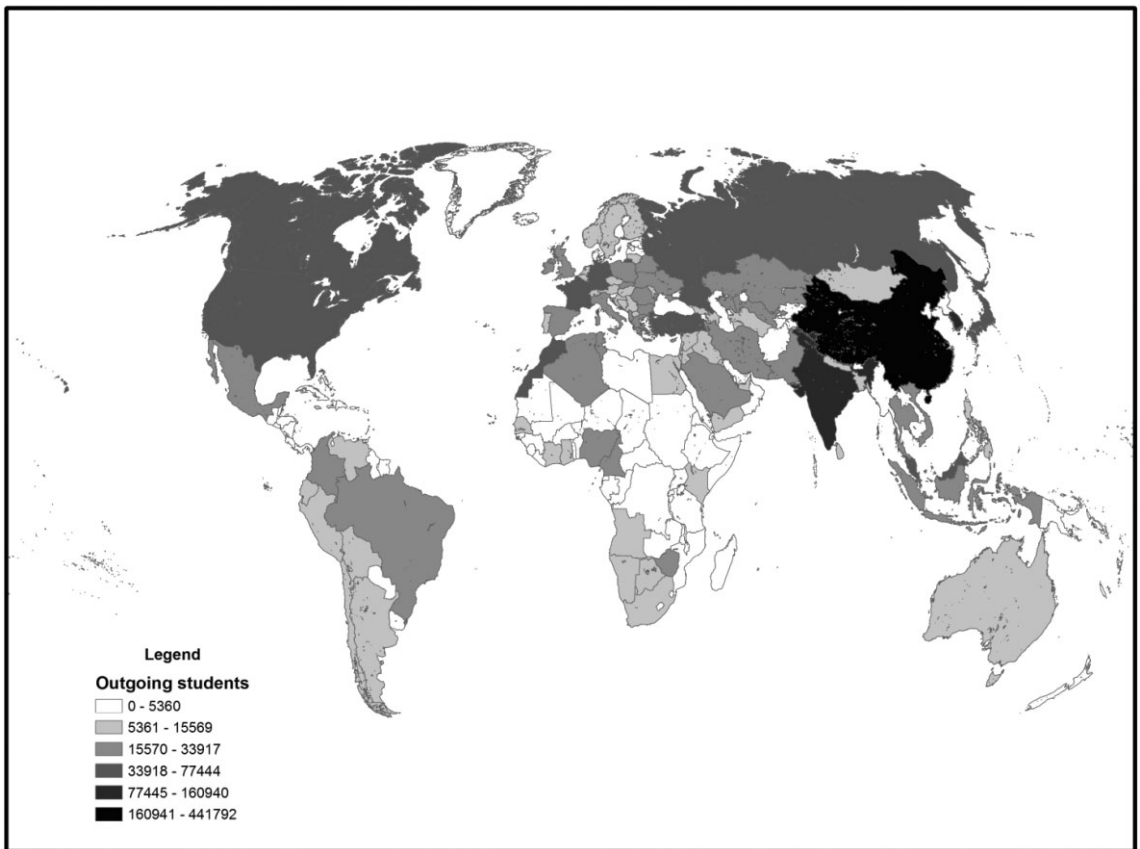 Legend
Outgoing students
0 - 5360
5361 - 15569
15570 - 33917
33918 - 77444
77445 - 160940
160941 - 441792